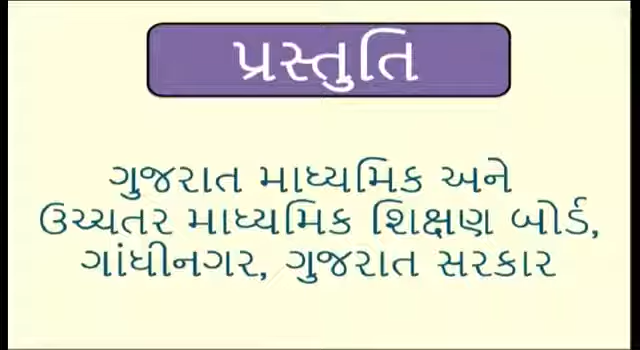 પ્રસ્તુતિ
ગુજરાત માધ્યમિક અને
ઉચ્ચતર માધ્યમિક શિક્ષણ બોર્ડ,
ગાંધીનગર, ગુજરાત સરકાર